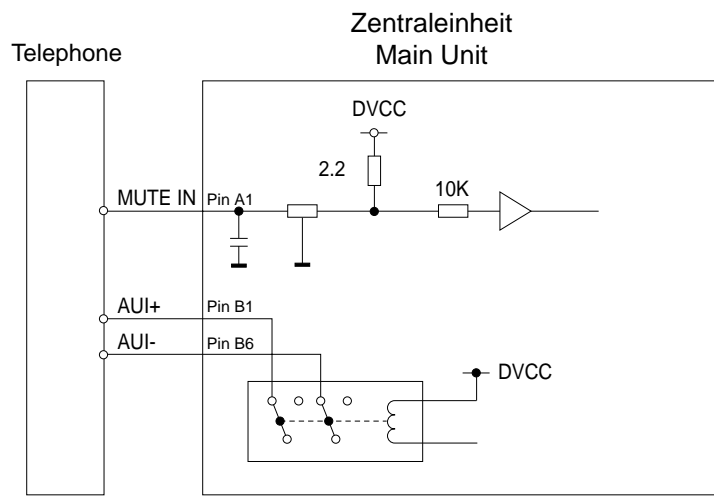 Zentraleinheit
Main Unit
Telephone
DVCC
2.2
10K
MUTE IN Pin A1
AUI+ Pin B1
AUI- Pin B6
DVCC